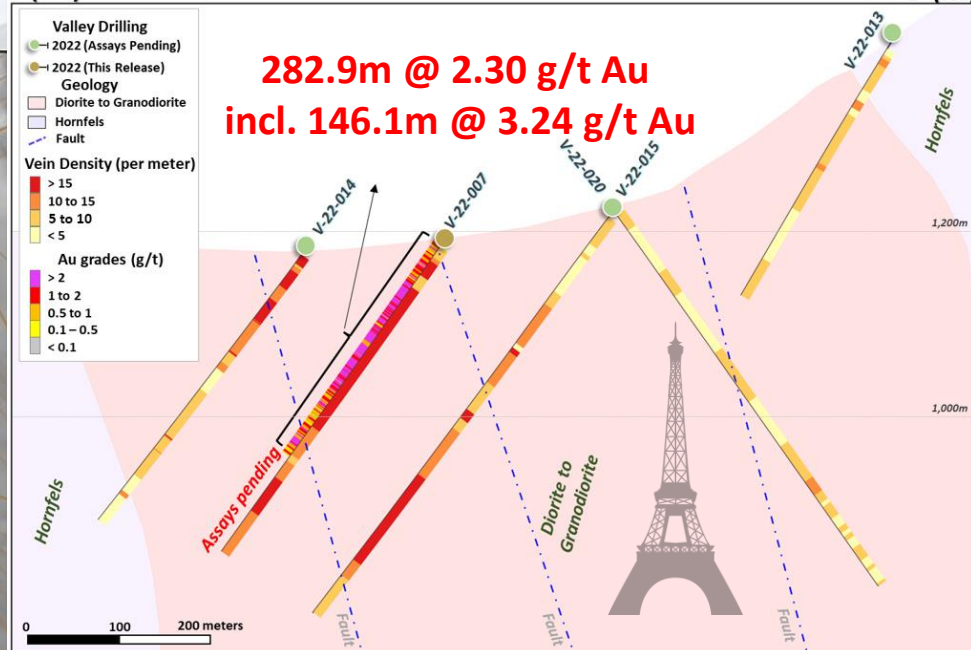 Valley Drilling
2022 (Assays Pending)
2022 (This Release)
Geology
Diorite to Granodiorite
Hornfels
Fault
Vein Density (per meter)
> 15
10 to 15
5 to 10
< 5
Au grades (g/t)
> 2
1 to 2
0.5 to 1
0.1 – 0.5
< 0.1
282.9m @ 2.30 g/t Au
incl. 146.1m @ 3.24 g/t Au
V-22-013
Hornfels
V-22-014
V-22-007
V-22-020
V-22-015
1,200m
1,000m
Assays pending
Hornfels
Diorite to
Granodiorite
Fault
Fault
Fault
0 100 200 meters